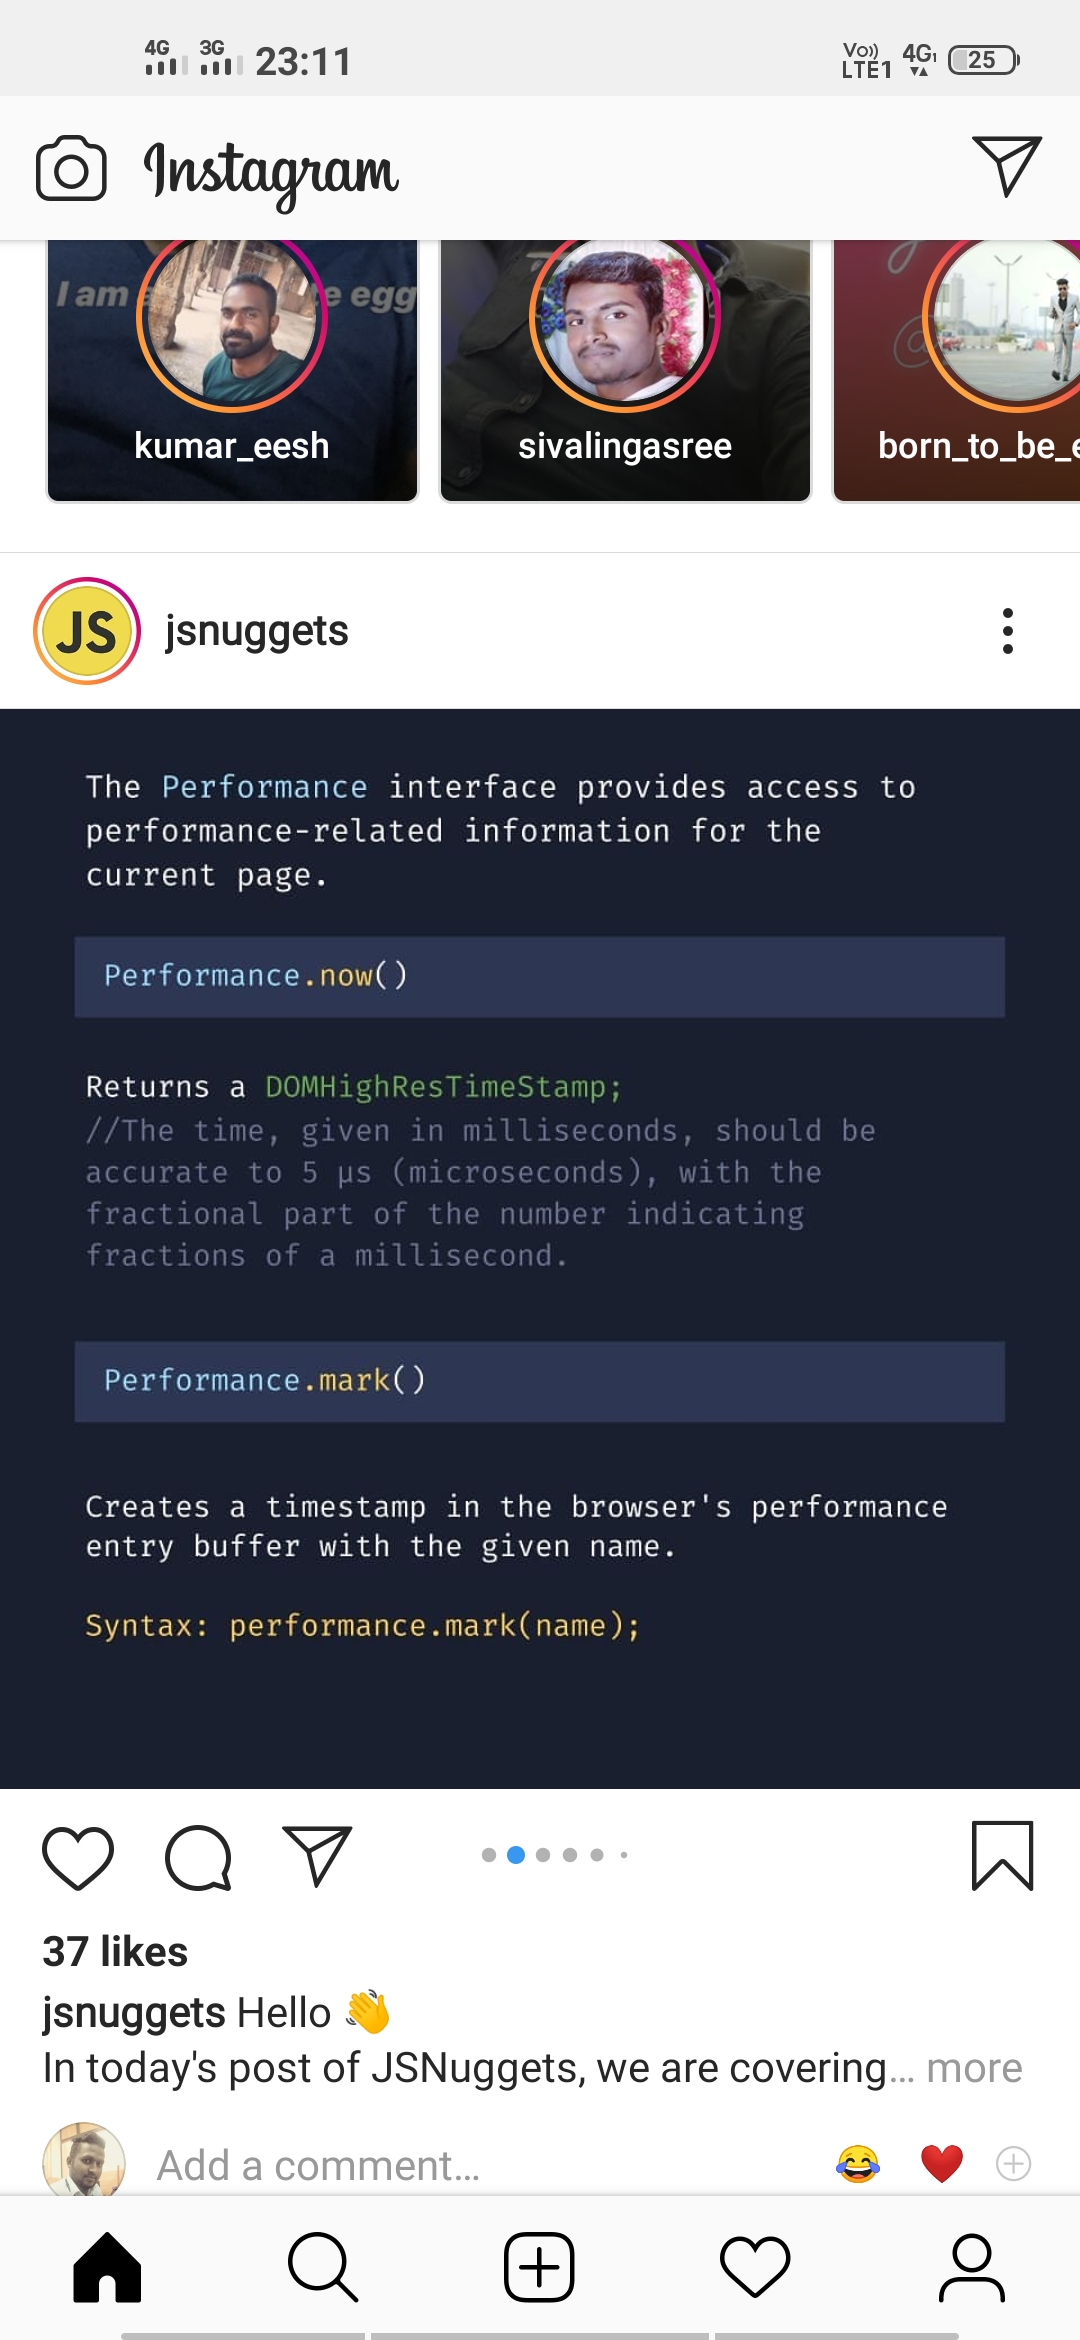 4G 3G 23:11 Vo)) LTE1 4G1 25
Instagram
I am e egg
kumar_eesh sivalingasree born_to_be_e
JS jsnuggets
The Performance interface provides access to
performance-related information for the
current page.
Performance.now()
Returns a DOMHighResTimeStamp;
//The time, given in milliseconds, should be
accurate to 5 µs (microseconds), with the
fractional part of the number indicating
fractions of a millisecond.
Performance.mark()
Creates a timestamp in the browser's performance
entry buffer with the given name.
Syntax: performance.mark(name);
37 likes
jsnuggets Hello 👋
In today's post of JSNuggets, we are covering... more
Add a comment... 😂 ❤️